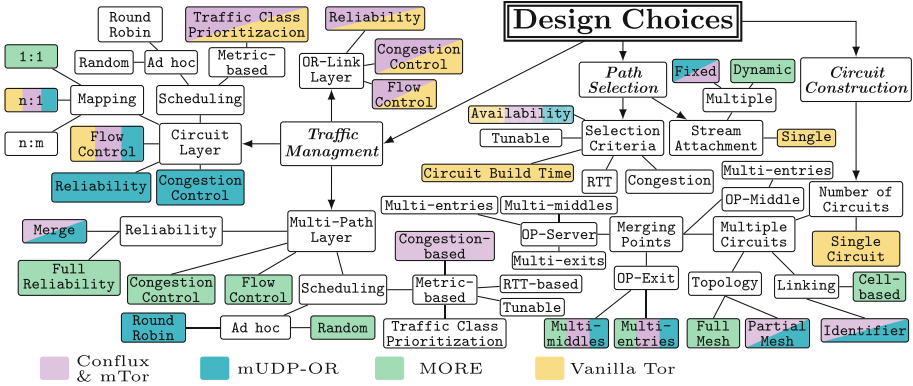 Design Choices
Round
Robin
Traffic Class
Prioritizacion
Reliability
1:1
Random
Ad hoc
Metric-
based
OR-Link
Layer
Congestion
Control
Path
Selection
Fixed
Dynamic
Circuit
Construction
n:1
Mapping
Scheduling
Flow
Control
Multiple
Availability
n:m
Flow
Control
Circuit
Layer
Traffic
Managment
Tunable
Selection
Criteria
Stream
Attachment
Single
Circuit Build Time
Reliability
Congestion
Control
RTT
Congestion
Multi-entries
Multi-entries
Multi-middles
OP-Middle
Number of
Circuits
Merge
Reliability
Multi-Path
Layer
Congestion-
based
OP-Server
Merging
Points
Multiple
Circuits
Single
Circuit
Multi-exits
Full
Reliability
Congestion
Control
Flow
Control
Scheduling
Metric-
based
RTT-based
OP-Exit
Topology
Linking
Cell-
based
Tunable
Round
Robin
Ad hoc
Random
Traffic Class
Prioritization
Multi-
middles
Multi-
entries
Full
Mesh
Partial
Mesh
Identifier
Conflux
& mTor
mUDP-OR
MORE
Vanilla Tor